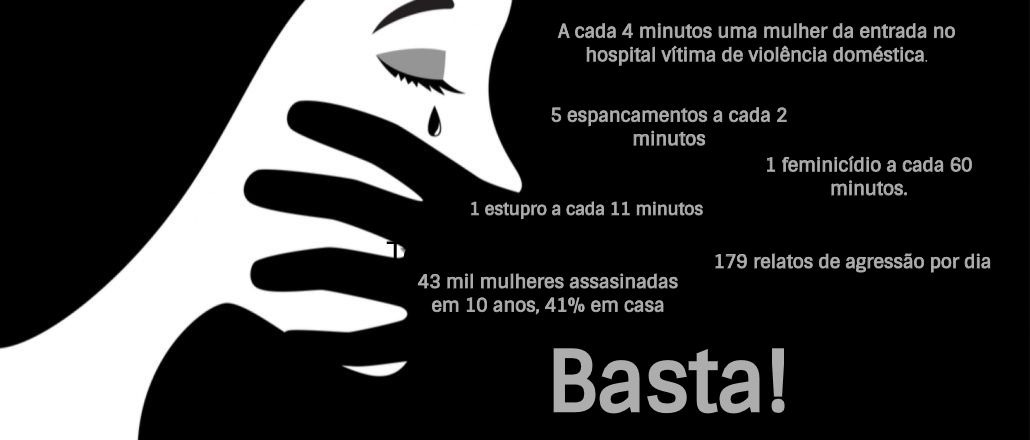 A cada 4 minutos uma mulher da entrada no
hospital vítima de violência doméstica.
5 espancamentos a cada 2
minutos
1 feminicídio a cada 60
minutos.
1 estupro a cada 11 minutos
T
179 relatos de agressão por dia
43 mil mulheres assasinadas
em 10 anos, 41% em casa
Basta!